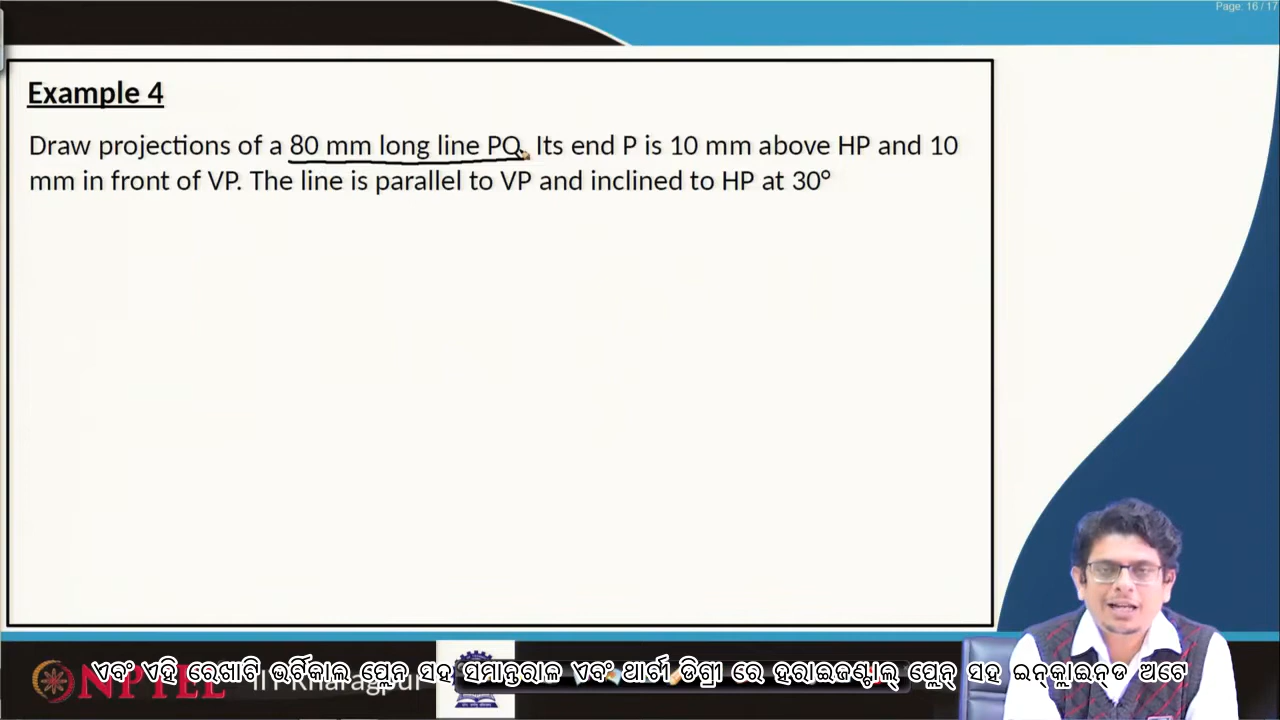 Page: 16 / 17
Example 4
Draw projections of a 80 mm long line PQ. Its end P is 10 mm above HP and 10
mm in front of VP. The line is parallel to VP and inclined to HP at 30°
NPTEL IIT Kharagpur
ଏବଂ ଏହି ରେଖାଟି ଭର୍ଟିକାଲ ପ୍ଲେନ ସହ ସମାନ୍ତରାଳ ଏବଂ ଥାର୍ଟୀ ଡିଗ୍ରୀ ରେ ହରାଇଜଣ୍ଟାଲ୍ ପ୍ଲେନ୍ ସହ ଇନ୍କ୍ଲାଇନଡ ଅଟେ